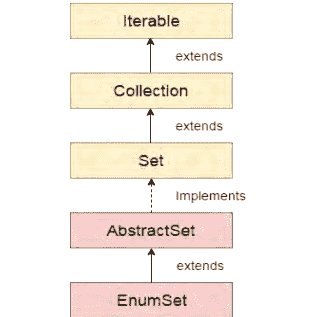 Iterable
extends
Collection
extends
Set
Implements
AbstractSet
extends
EnumSet